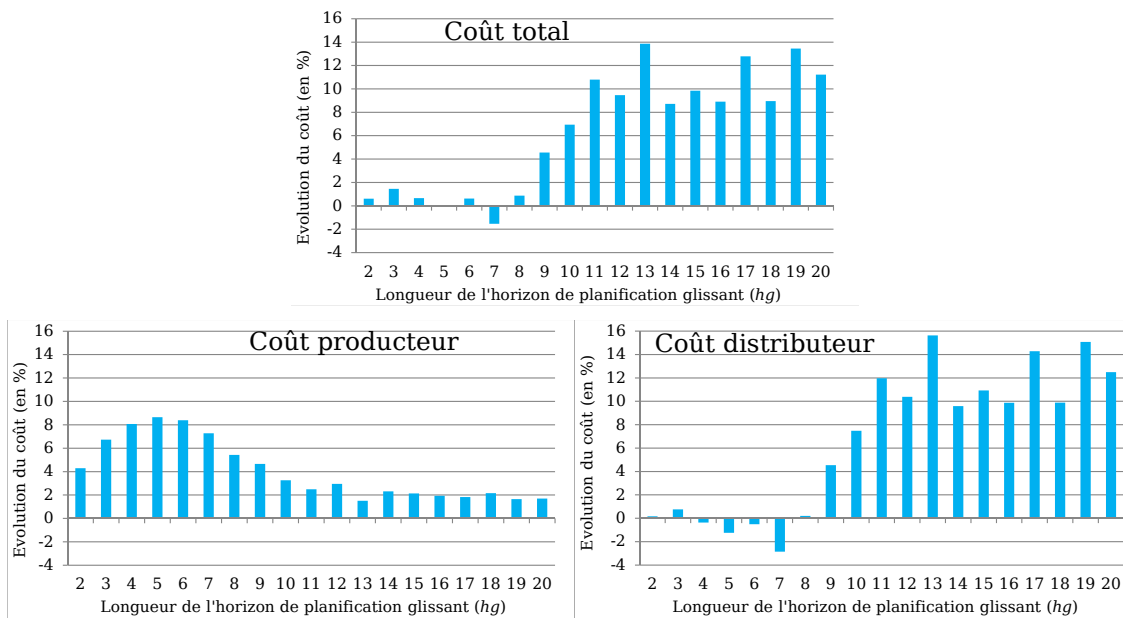 Coût total
Evolution du coût (en %)
16
14
12
10
8
6
4
2
0
-2
-4
2 3 4 5 6 7 8 9 10 11 12 13 14 15 16 17 18 19 20
Longueur de l'horizon de planification glissant (hg)
Coût producteur
Evolution du coût (en %)
16
14
12
10
8
6
4
2
0
-2
-4
2 3 4 5 6 7 8 9 10 11 12 13 14 15 16 17 18 19 20
Longueur de l'horizon de planification glissant (hg)
Coût distributeur
Evolution du coût (en %)
16
14
12
10
8
6
4
2
0
-2
-4
2 3 4 5 6 7 8 9 10 11 12 13 14 15 16 17 18 19 20
Longueur de l'horizon de planification glissant (hg)